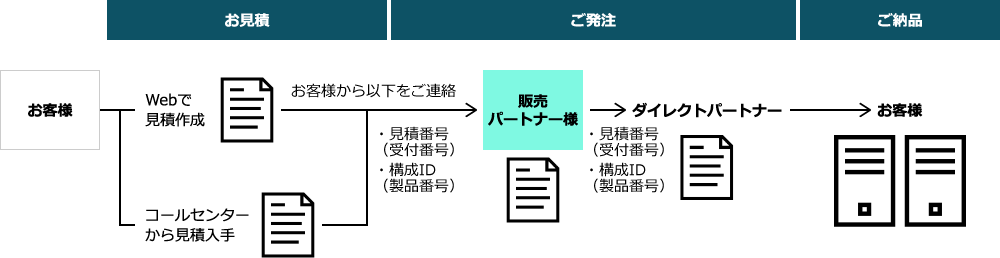 お見積
ご発注
ご納品
お客様
Webで
見積作成
コールセンター
から見積入手
お客様から以下をご連絡
・見積番号
（受付番号）
・構成ID
（製品番号）
販売
パートナー様
・見積番号
（受付番号）
・構成ID
（製品番号）
ダイレクトパートナー
お客様